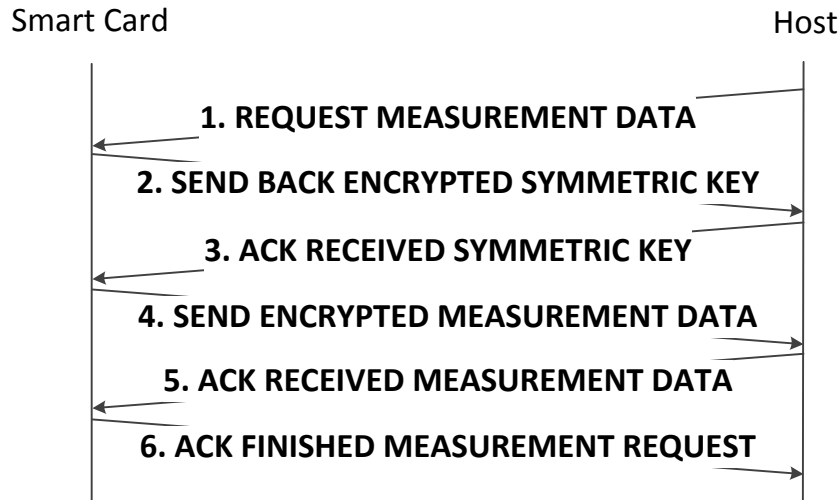 Smart Card
Host
1. REQUEST MEASUREMENT DATA
2. SEND BACK ENCRYPTED SYMMETRIC KEY
3. ACK RECEIVED SYMMETRIC KEY
4. SEND ENCRYPTED MEASUREMENT DATA
5. ACK RECEIVED MEASUREMENT DATA
6. ACK FINISHED MEASUREMENT REQUEST